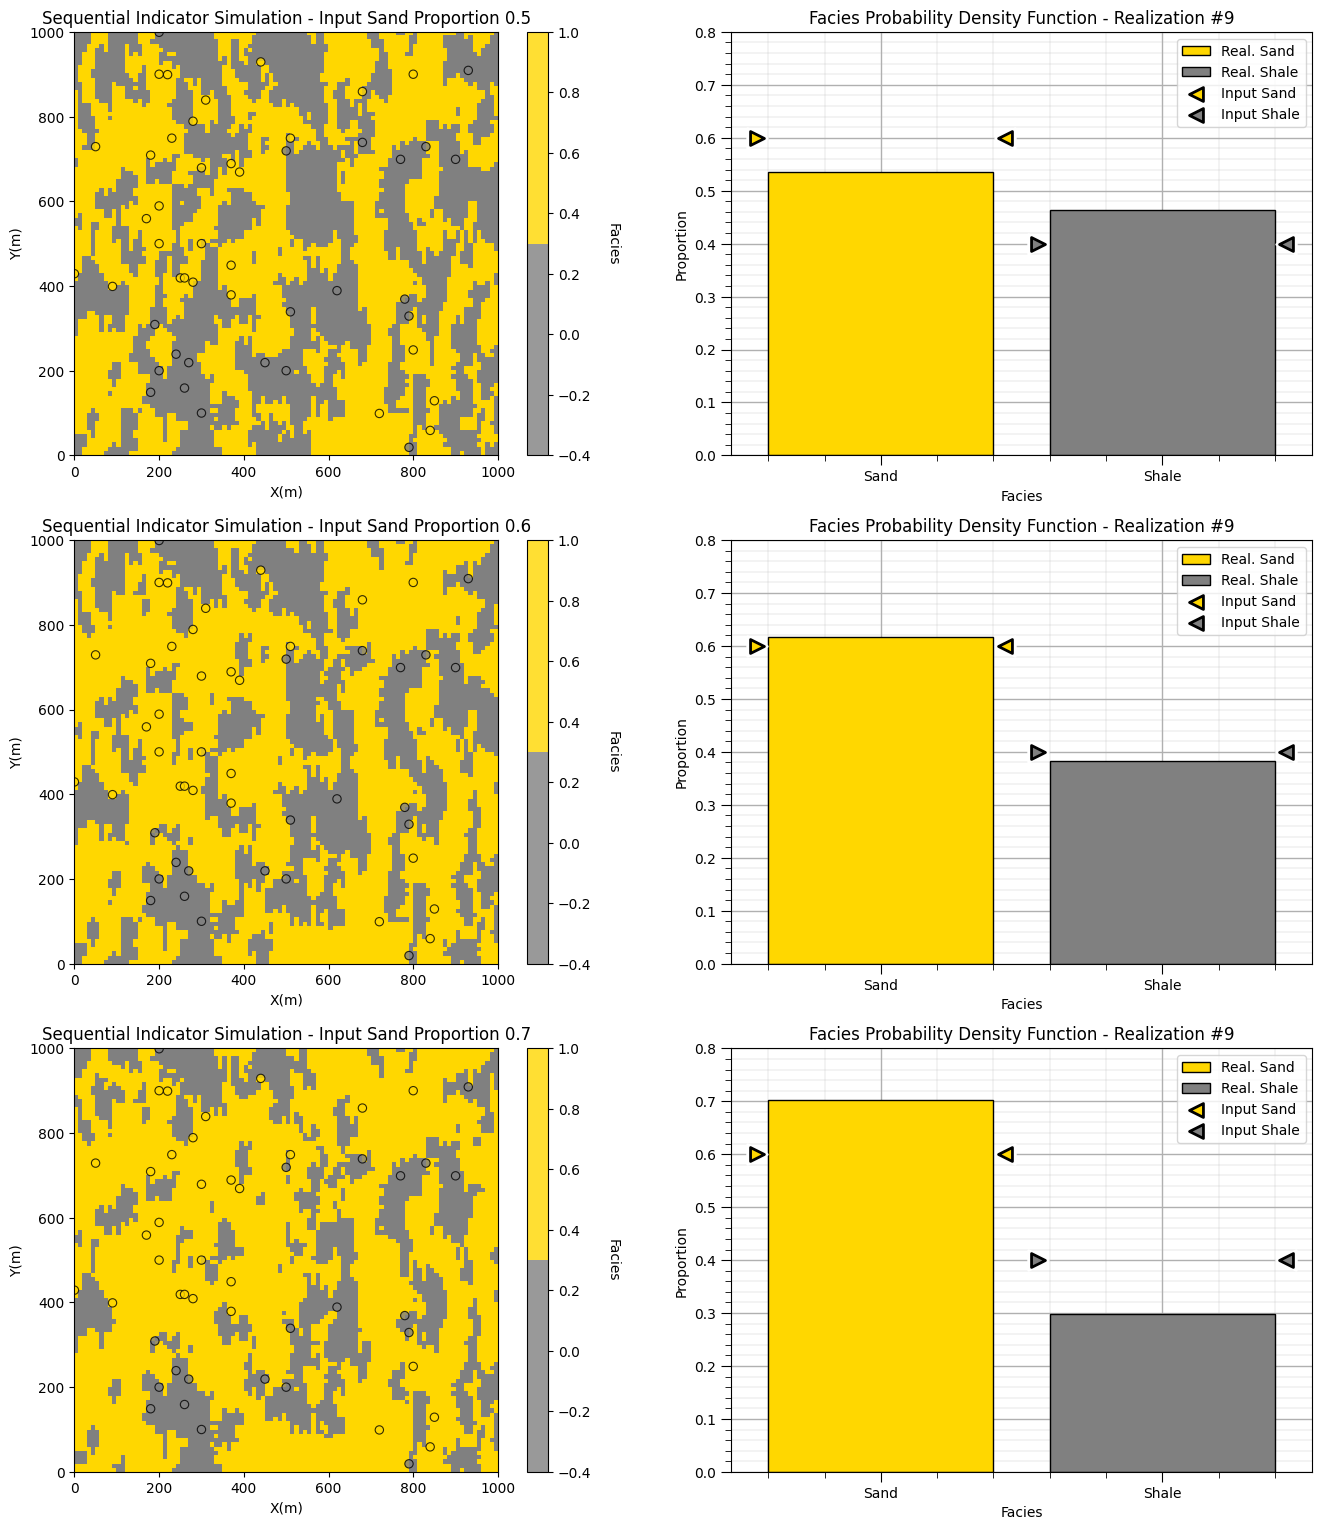 Sequential Indicator Simulation - Input Sand Proportion 0.5
1000
800
600
400
200
0
Y(m)
0 200 400 600 800 1000
X(m)
1.0
0.8
0.6
0.4
0.2
0.0
−0.2
−0.4
Facies
Facies Probability Density Function - Realization #9
0.8
0.7
0.6
0.5
0.4
0.3
0.2
0.1
0.0
Proportion
Real. Sand
Real. Shale
Input Sand
Input Shale
Sand Shale
Facies
Sequential Indicator Simulation - Input Sand Proportion 0.6
1000
800
600
400
200
0
Y(m)
0 200 400 600 800 1000
X(m)
1.0
0.8
0.6
0.4
0.2
0.0
−0.2
−0.4
Facies
Facies Probability Density Function - Realization #9
0.8
0.7
0.6
0.5
0.4
0.3
0.2
0.1
0.0
Proportion
Real. Sand
Real. Shale
Input Sand
Input Shale
Sand Shale
Facies
Sequential Indicator Simulation - Input Sand Proportion 0.7
1000
800
600
400
200
0
Y(m)
0 200 400 600 800 1000
X(m)
1.0
0.8
0.6
0.4
0.2
0.0
−0.2
−0.4
Facies
Facies Probability Density Function - Realization #9
0.8
0.7
0.6
0.5
0.4
0.3
0.2
0.1
0.0
Proportion
Real. Sand
Real. Shale
Input Sand
Input Shale
Sand Shale
Facies